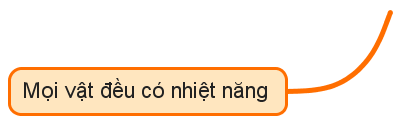 Mọi vật đều có nhiệt năng